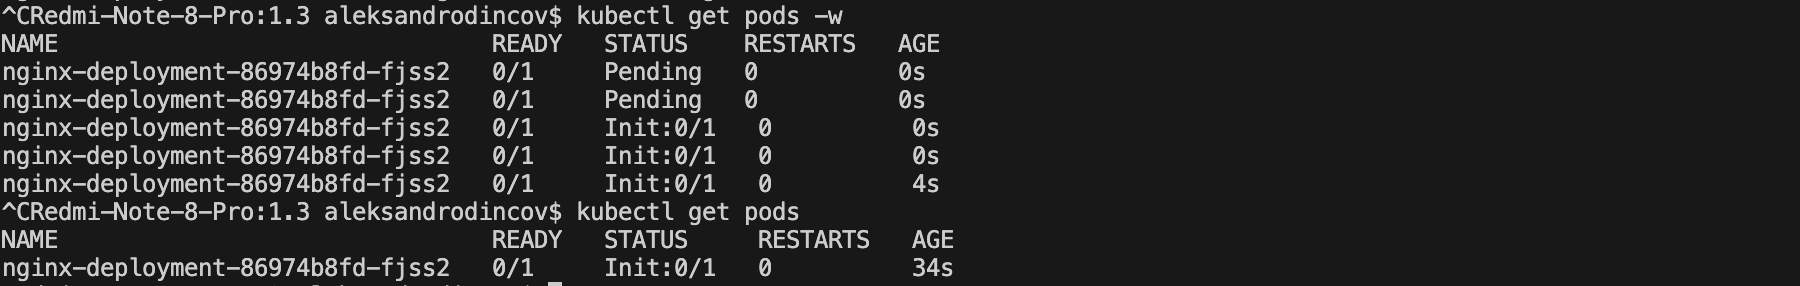 ^CRedmi-Note-8-Pro:1.3 aleksandrodincov$ kubectl get pods -w
NAME                               READY   STATUS    RESTARTS   AGE
nginx-deployment-86974b8fd-fjss2   0/1     Pending   0          0s
nginx-deployment-86974b8fd-fjss2   0/1     Pending   0          0s
nginx-deployment-86974b8fd-fjss2   0/1     Init:0/1   0          0s
nginx-deployment-86974b8fd-fjss2   0/1     Init:0/1   0          0s
nginx-deployment-86974b8fd-fjss2   0/1     Init:0/1   0          4s
^CRedmi-Note-8-Pro:1.3 aleksandrodincov$ kubectl get pods
NAME                               READY   STATUS     RESTARTS   AGE
nginx-deployment-86974b8fd-fjss2   0/1     Init:0/1   0          34s